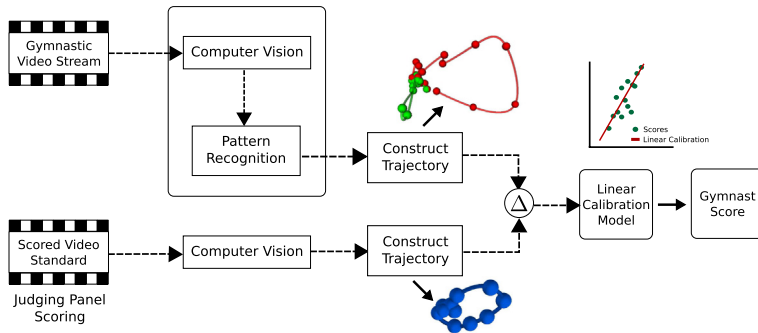 Gymnastic
Video Stream
Computer Vision
Pattern
Recognition
Construct
Trajectory
Scores
Linear Calibration
Δ
Linear
Calibration
Model
Gymnast
Score
Scored Video
Standard
Computer Vision
Construct
Trajectory
Judging Panel
Scoring